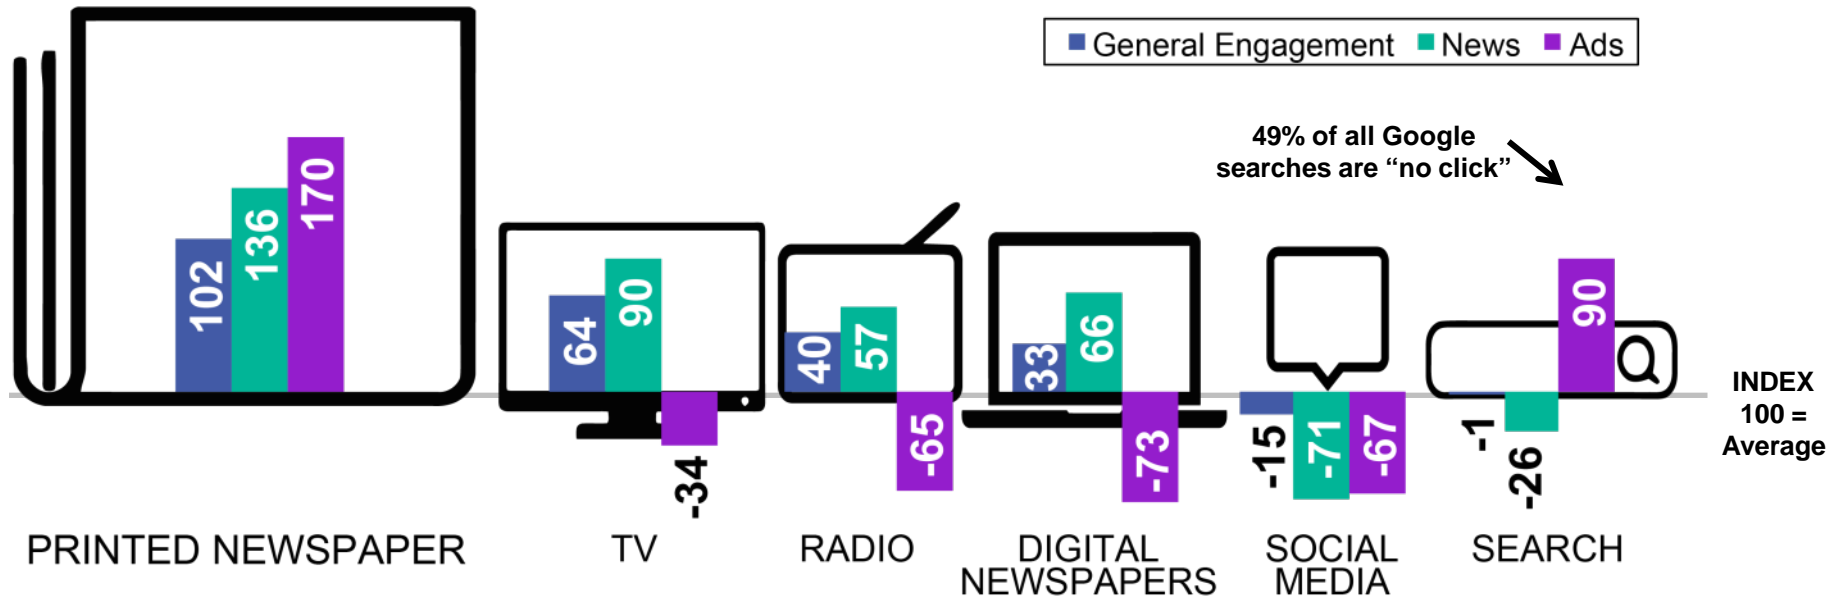 General Engagement News Ads
49% of all Google
searches are “no click”
102
136
170
64
90
-34
40
57
-65
33
66
-73
-15
-71
-67
-1
-26
90
INDEX
100 =
Average
PRINTED NEWSPAPER
TV
RADIO
DIGITAL
NEWSPAPERS
SOCIAL
MEDIA
SEARCH